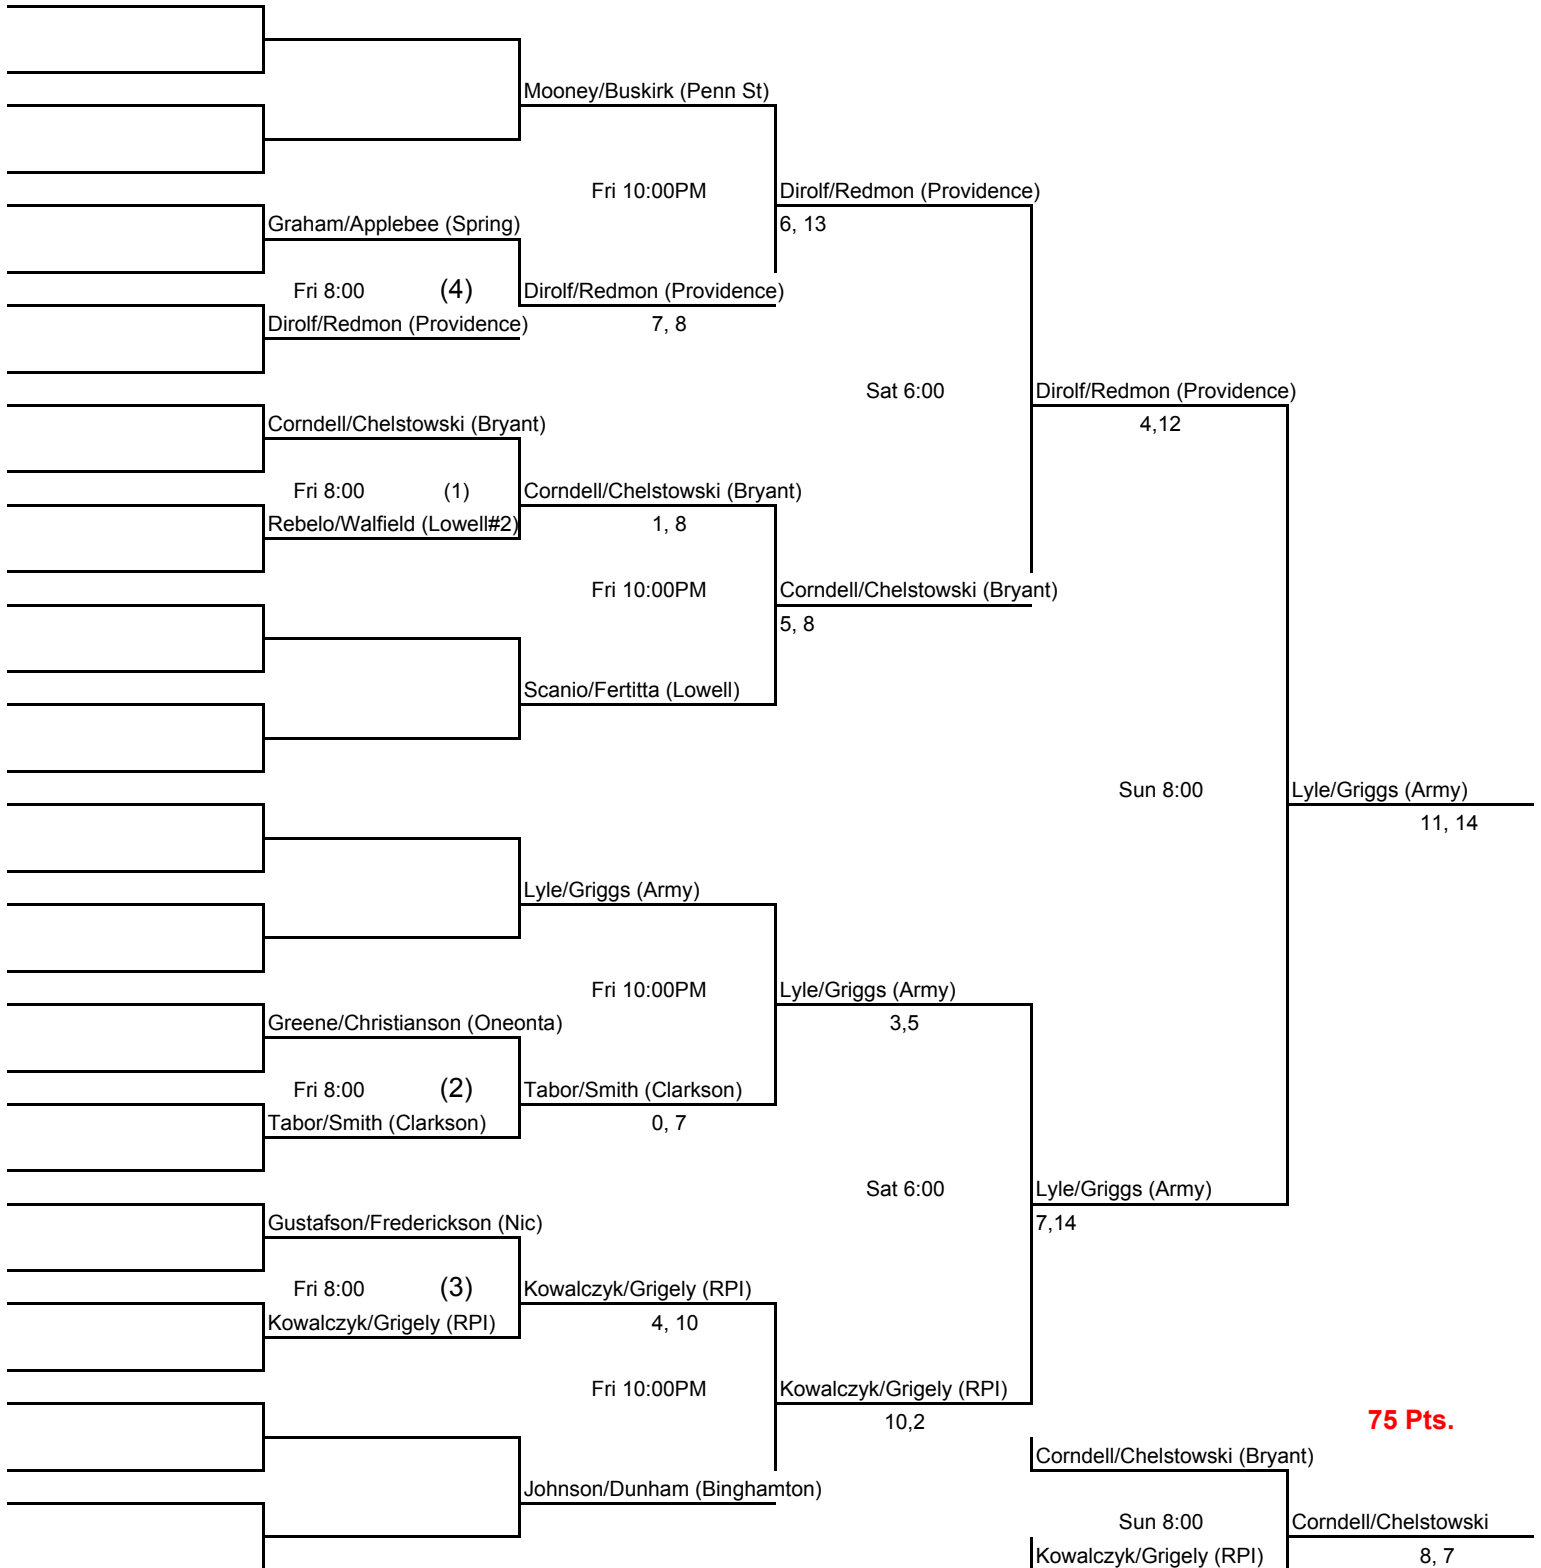 Mooney/Buskirk (Penn St)
Fri 10:00PM
Dirolf/Redmon (Providence)
Graham/Applebee (Spring)
6, 13
Fri 8:00
(4)
Dirolf/Redmon (Providence)
Dirolf/Redmon (Providence)
7, 8
Sat 6:00
Dirolf/Redmon (Providence)
Corndell/Chelstowski (Bryant)
4,12
Fri 8:00
(1)
Corndell/Chelstowski (Bryant)
Rebelo/Walfield (Lowell#2)
1, 8
Fri 10:00PM
Corndell/Chelstowski (Bryant)
5, 8
Scanio/Fertitta (Lowell)
Sun 8:00
Lyle/Griggs (Army)
11, 14
Lyle/Griggs (Army)
Fri 10:00PM
Lyle/Griggs (Army)
Greene/Christianson (Oneonta)
3,5
Fri 8:00
(2)
Tabor/Smith (Clarkson)
Tabor/Smith (Clarkson)
0, 7
Sat 6:00
Lyle/Griggs (Army)
Gustafson/Frederickson (Nic)
7,14
Fri 8:00
(3)
Kowalczyk/Grigely (RPI)
Kowalczyk/Grigely (RPI)
4, 10
Fri 10:00PM
Kowalczyk/Grigely (RPI)
10,2
75 Pts.
Corndell/Chelstowski (Bryant)
Johnson/Dunham (Binghamton)
Sun 8:00
Corndell/Chelstowski
Kowalczyk/Grigely (RPI)
8, 7